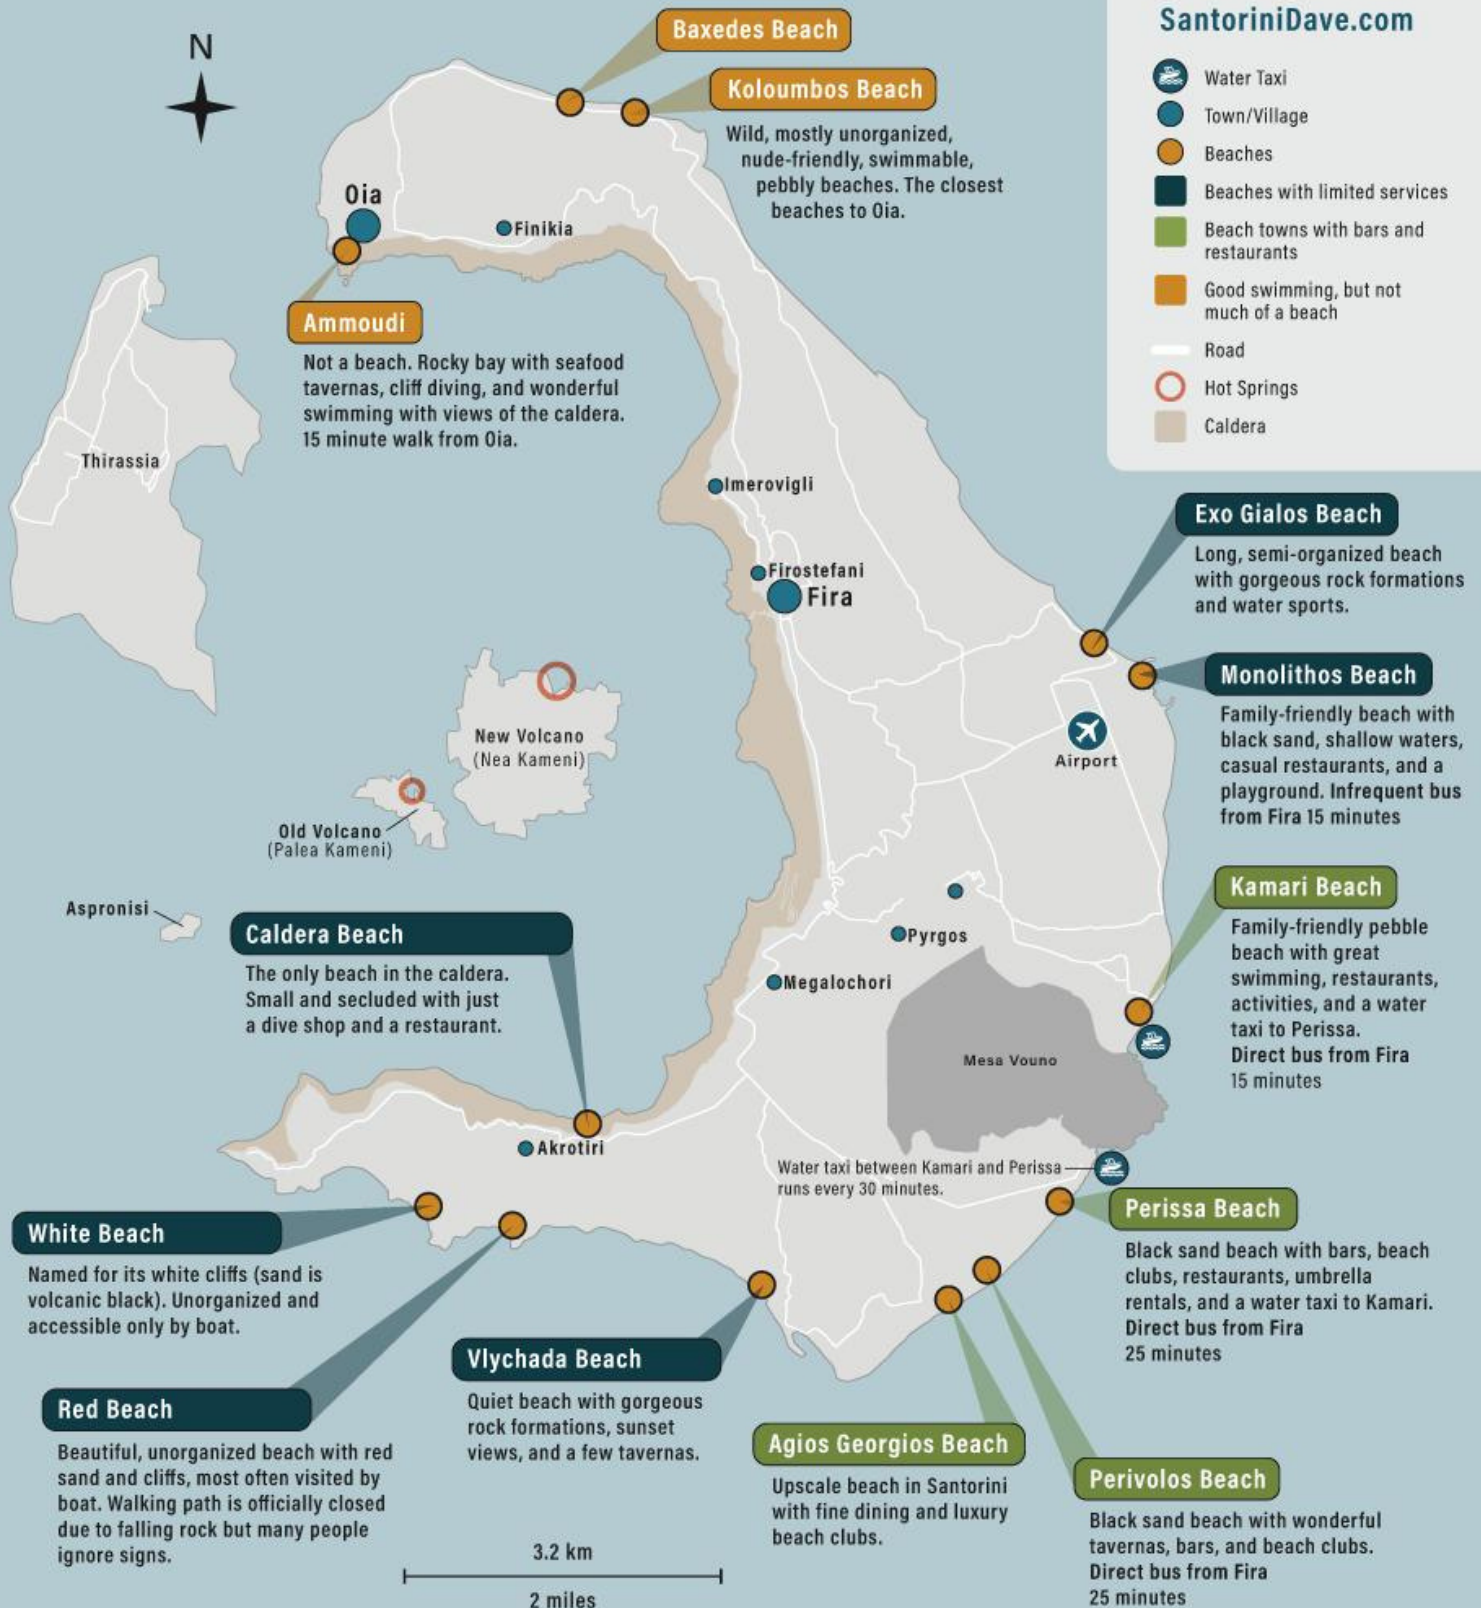 SantoriniDave.com
Water Taxi
Town/Village
Beaches
Beaches with limited services
Beach towns with bars and
restaurants
Good swimming, but not
much of a beach
Road
Hot Springs
Caldera
N
Baxedes Beach
Koloumbos Beach
Wild, mostly unorganized,
nude-friendly, swimmable,
pebbly beaches. The closest
beaches to Oia.
Oia
Finikia
Ammoudi
Not a beach. Rocky bay with seafood
tavernas, cliff diving, and wonderful
swimming with views of the caldera.
15 minute walk from Oia.
Thirassia
Imerovigli
Firostefani
Fira
Exo Gialos Beach
Long, semi-organized beach
with gorgeous rock formations
and water sports.
Monolithos Beach
Family-friendly beach with
black sand, shallow waters,
casual restaurants, and a
playground. Infrequent bus
from Fira 15 minutes
Airport
New Volcano
(Nea Kameni)
Old Volcano
(Palea Kameni)
Aspronisi
Kamari Beach
Family-friendly pebble
beach with great
swimming, restaurants,
activities, and a water
taxi to Perissa.
Direct bus from Fira
15 minutes
Caldera Beach
The only beach in the caldera.
Small and secluded with just
a dive shop and a restaurant.
Pyrgos
Megalochori
Mesa Vouno
Akrotiri
Water taxi between Kamari and Perissa
runs every 30 minutes.
White Beach
Named for its white cliffs (sand is
volcanic black). Unorganized and
accessible only by boat.
Perissa Beach
Black sand beach with bars, beach
clubs, restaurants, umbrella
rentals, and a water taxi to Kamari.
Direct bus from Fira
25 minutes
Vlychada Beach
Quiet beach with gorgeous
rock formations, sunset
views, and a few tavernas.
Red Beach
Beautiful, unorganized beach with red
sand and cliffs, most often visited by
boat. Walking path is officially closed
due to falling rock but many people
ignore signs.
Agios Georgios Beach
Upscale beach in Santorini
with fine dining and luxury
beach clubs.
Perivolos Beach
Black sand beach with wonderful
tavernas, bars, and beach clubs.
Direct bus from Fira
25 minutes
3.2 km
2 miles